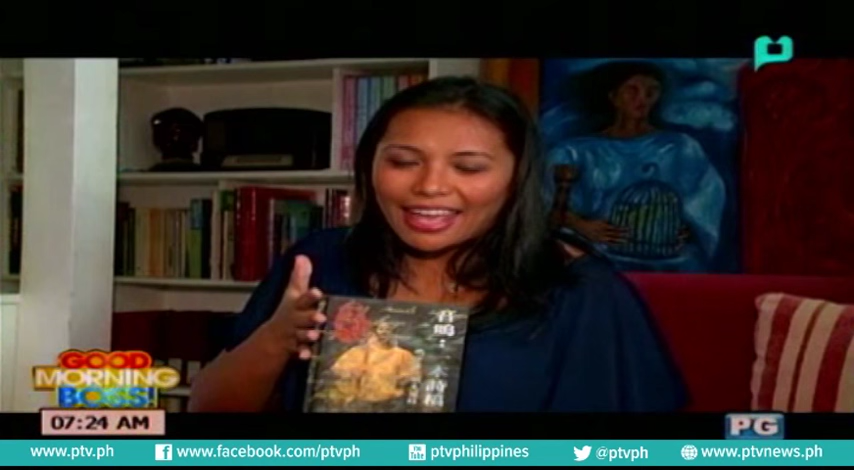 GOOD
MORNING
BOSS!
07:24 AM
PG
www.ptv.ph
www.facebook.com/ptvph
ptvphilippines
@ptvph
www.ptvnews.ph